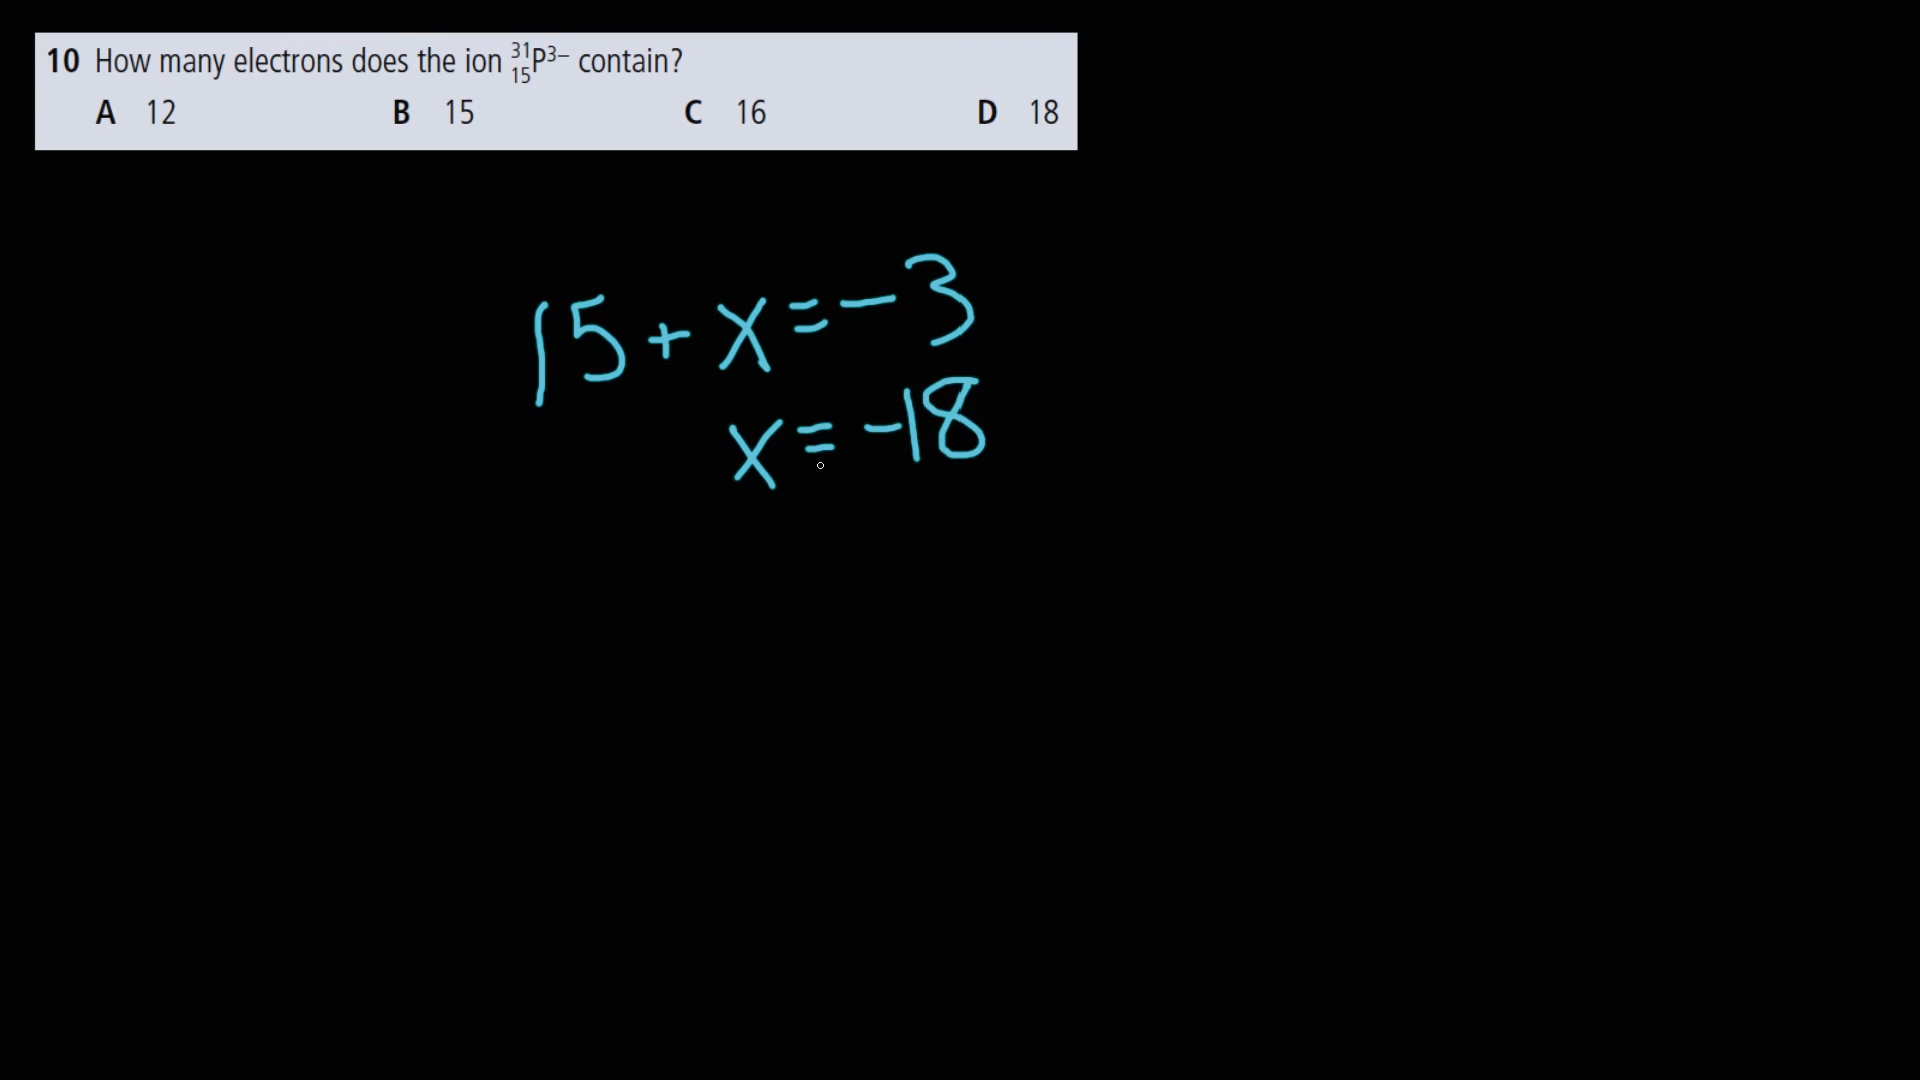 10 How many electrons does the ion ³¹₁₅P³⁻ contain?
A 12 B 15 C 16 D 18
15 + x = -3
x = -18